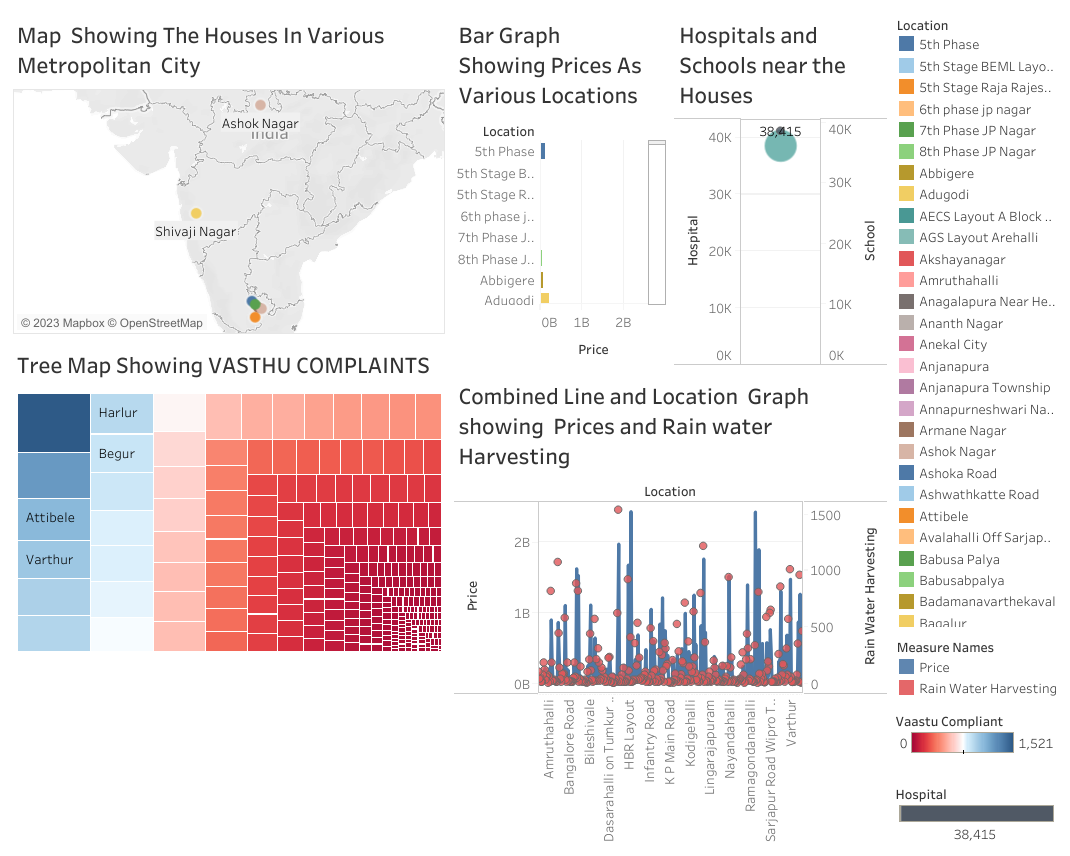 Map  Showing The Houses In Various
Metropolitan  City
Ashok Nagar
India
Shivaji Nagar
© 2023 Mapbox © OpenStreetMap
Bar Graph
Showing Prices As
Various Locations
Location
5th Phase
5th Stage B..
5th Stage R..
6th phase j..
7th Phase J..
8th Phase J..
Abbigere
Adugodi
0B
1B
2B
Price
Hospitals and
Schools near the
Houses
38,415
40K
30K
20K
10K
0K
Hospital
40K
30K
20K
10K
0K
School
Tree Map Showing VASTHU COMPLAINTS
Harlur
Begur
Attibele
Varthur
Combined Line and Location  Graph
showing  Prices and Rain water
Harvesting
Location
2B
1B
0B
Price
1500
1000
500
0
Rain Water Harvesting
Amruthahalli
Bangalore Road
Bileshivale
Dasarahalli on Tumkur ..
HBR Layout
Infantry Road
K P Main Road
Kodigehalli
Lingarajapuram
Nayandahalli
Ramagondanahalli
Sarjapur Road Wipro T..
Varthur
Location
5th Phase
5th Stage BEML Layo..
5th Stage Raja Rajes..
6th phase jp nagar
7th Phase JP Nagar
8th Phase JP Nagar
Abbigere
Adugodi
AECS Layout A Block ..
AGS Layout Arehalli
Akshayanagar
Amruthahalli
Anagalapura Near He..
Ananth Nagar
Anekal City
Anjanapura
Anjanapura Township
Annapurneshwari Na..
Armane Nagar
Ashok Nagar
Ashoka Road
Ashwathkatte Road
Attibele
Avalahalli Off Sarjap..
Babusa Palya
Babusabpalya
Badamanavarthekaval
Bagalur
Measure Names
Price
Rain Water Harvesting
Vaastu Compliant
0
1,521
Hospital
38,415